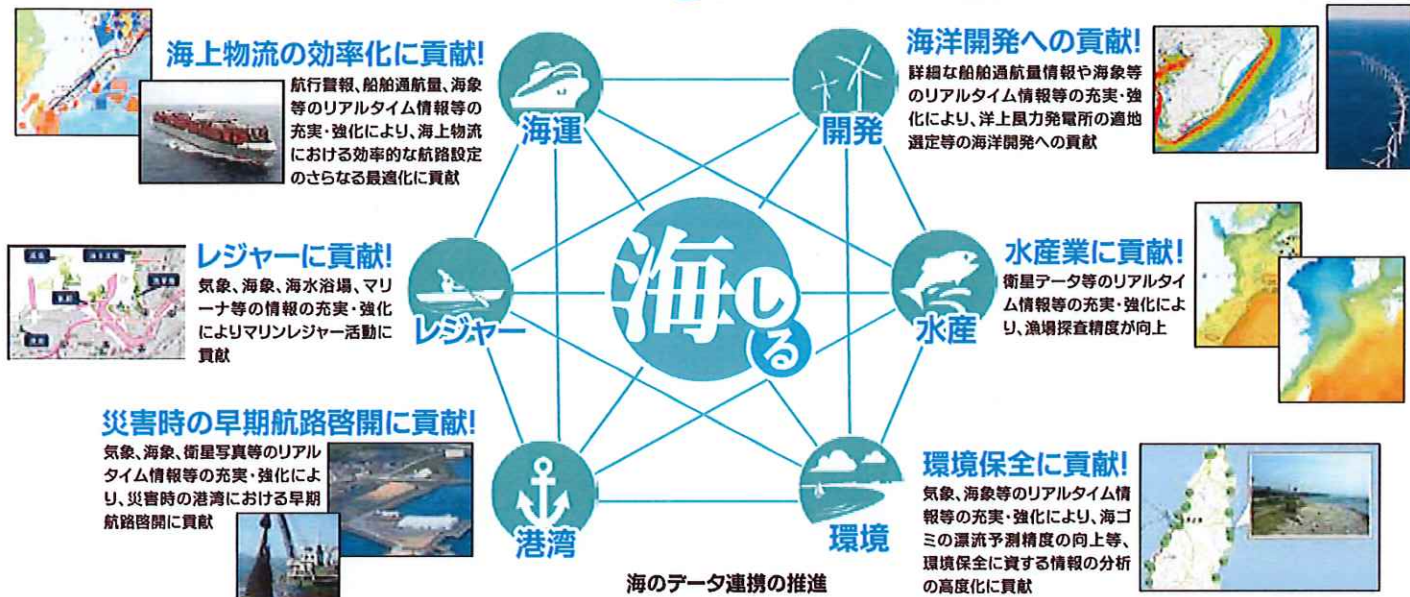 海上物流の効率化に貢献!
航行警報、船舶通航量、海象
等のリアルタイム情報等の
充実・強化により、海上物流
における効率的な航路設定
のさらなる最適化に貢献
海運
開発
海洋開発への貢献!
詳細な船舶通航量情報や海象等
のリアルタイム情報等の充実・強
化により、洋上風力発電所の適地
選定等の海洋開発への貢献
レジャーに貢献!
気象、海象、海水浴場、マリ
ーナ等の情報の充実・強化
によりマリンレジャー活動に
貢献
レジャー
海しる
水産
水産業に貢献!
衛星データ等のリアルタイ
ム情報等の充実・強化によ
り、漁場探査精度が向上
災害時の早期航路啓開に貢献!
気象、海象、衛星写真等のリアル
タイム情報等の充実・強化によ
り、災害時の港湾における早期
航路啓開に貢献
港湾
環境
環境保全に貢献!
気象、海象等のリアルタイム情
報等の充実・強化により、海ゴ
ミの漂流予測精度の向上等、
環境保全に資する情報の分析
の高度化に貢献
海のデータ連携の推進